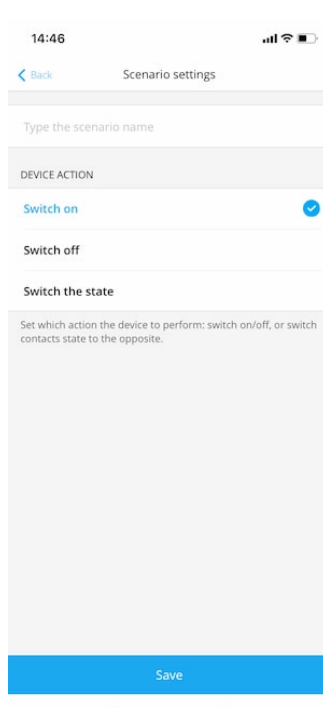 14:46
Back
Scenario settings
Type the scenario name
DEVICE ACTION
Switch on
Switch off
Switch the state
Set which action the device to perform: switch on/off, or switch
contacts state to the opposite.
Save